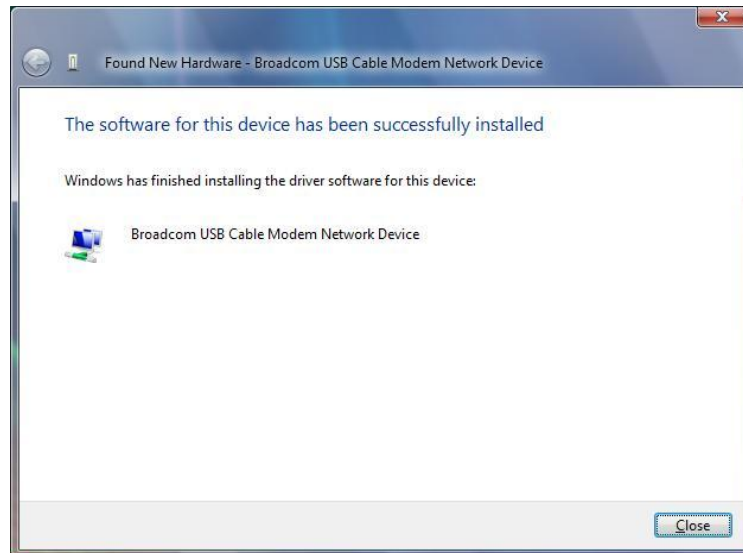 Found New Hardware - Broadcom USB Cable Modem Network Device
The software for this device has been successfully installed
Windows has finished installing the driver software for this device:
Broadcom USB Cable Modem Network Device
Close